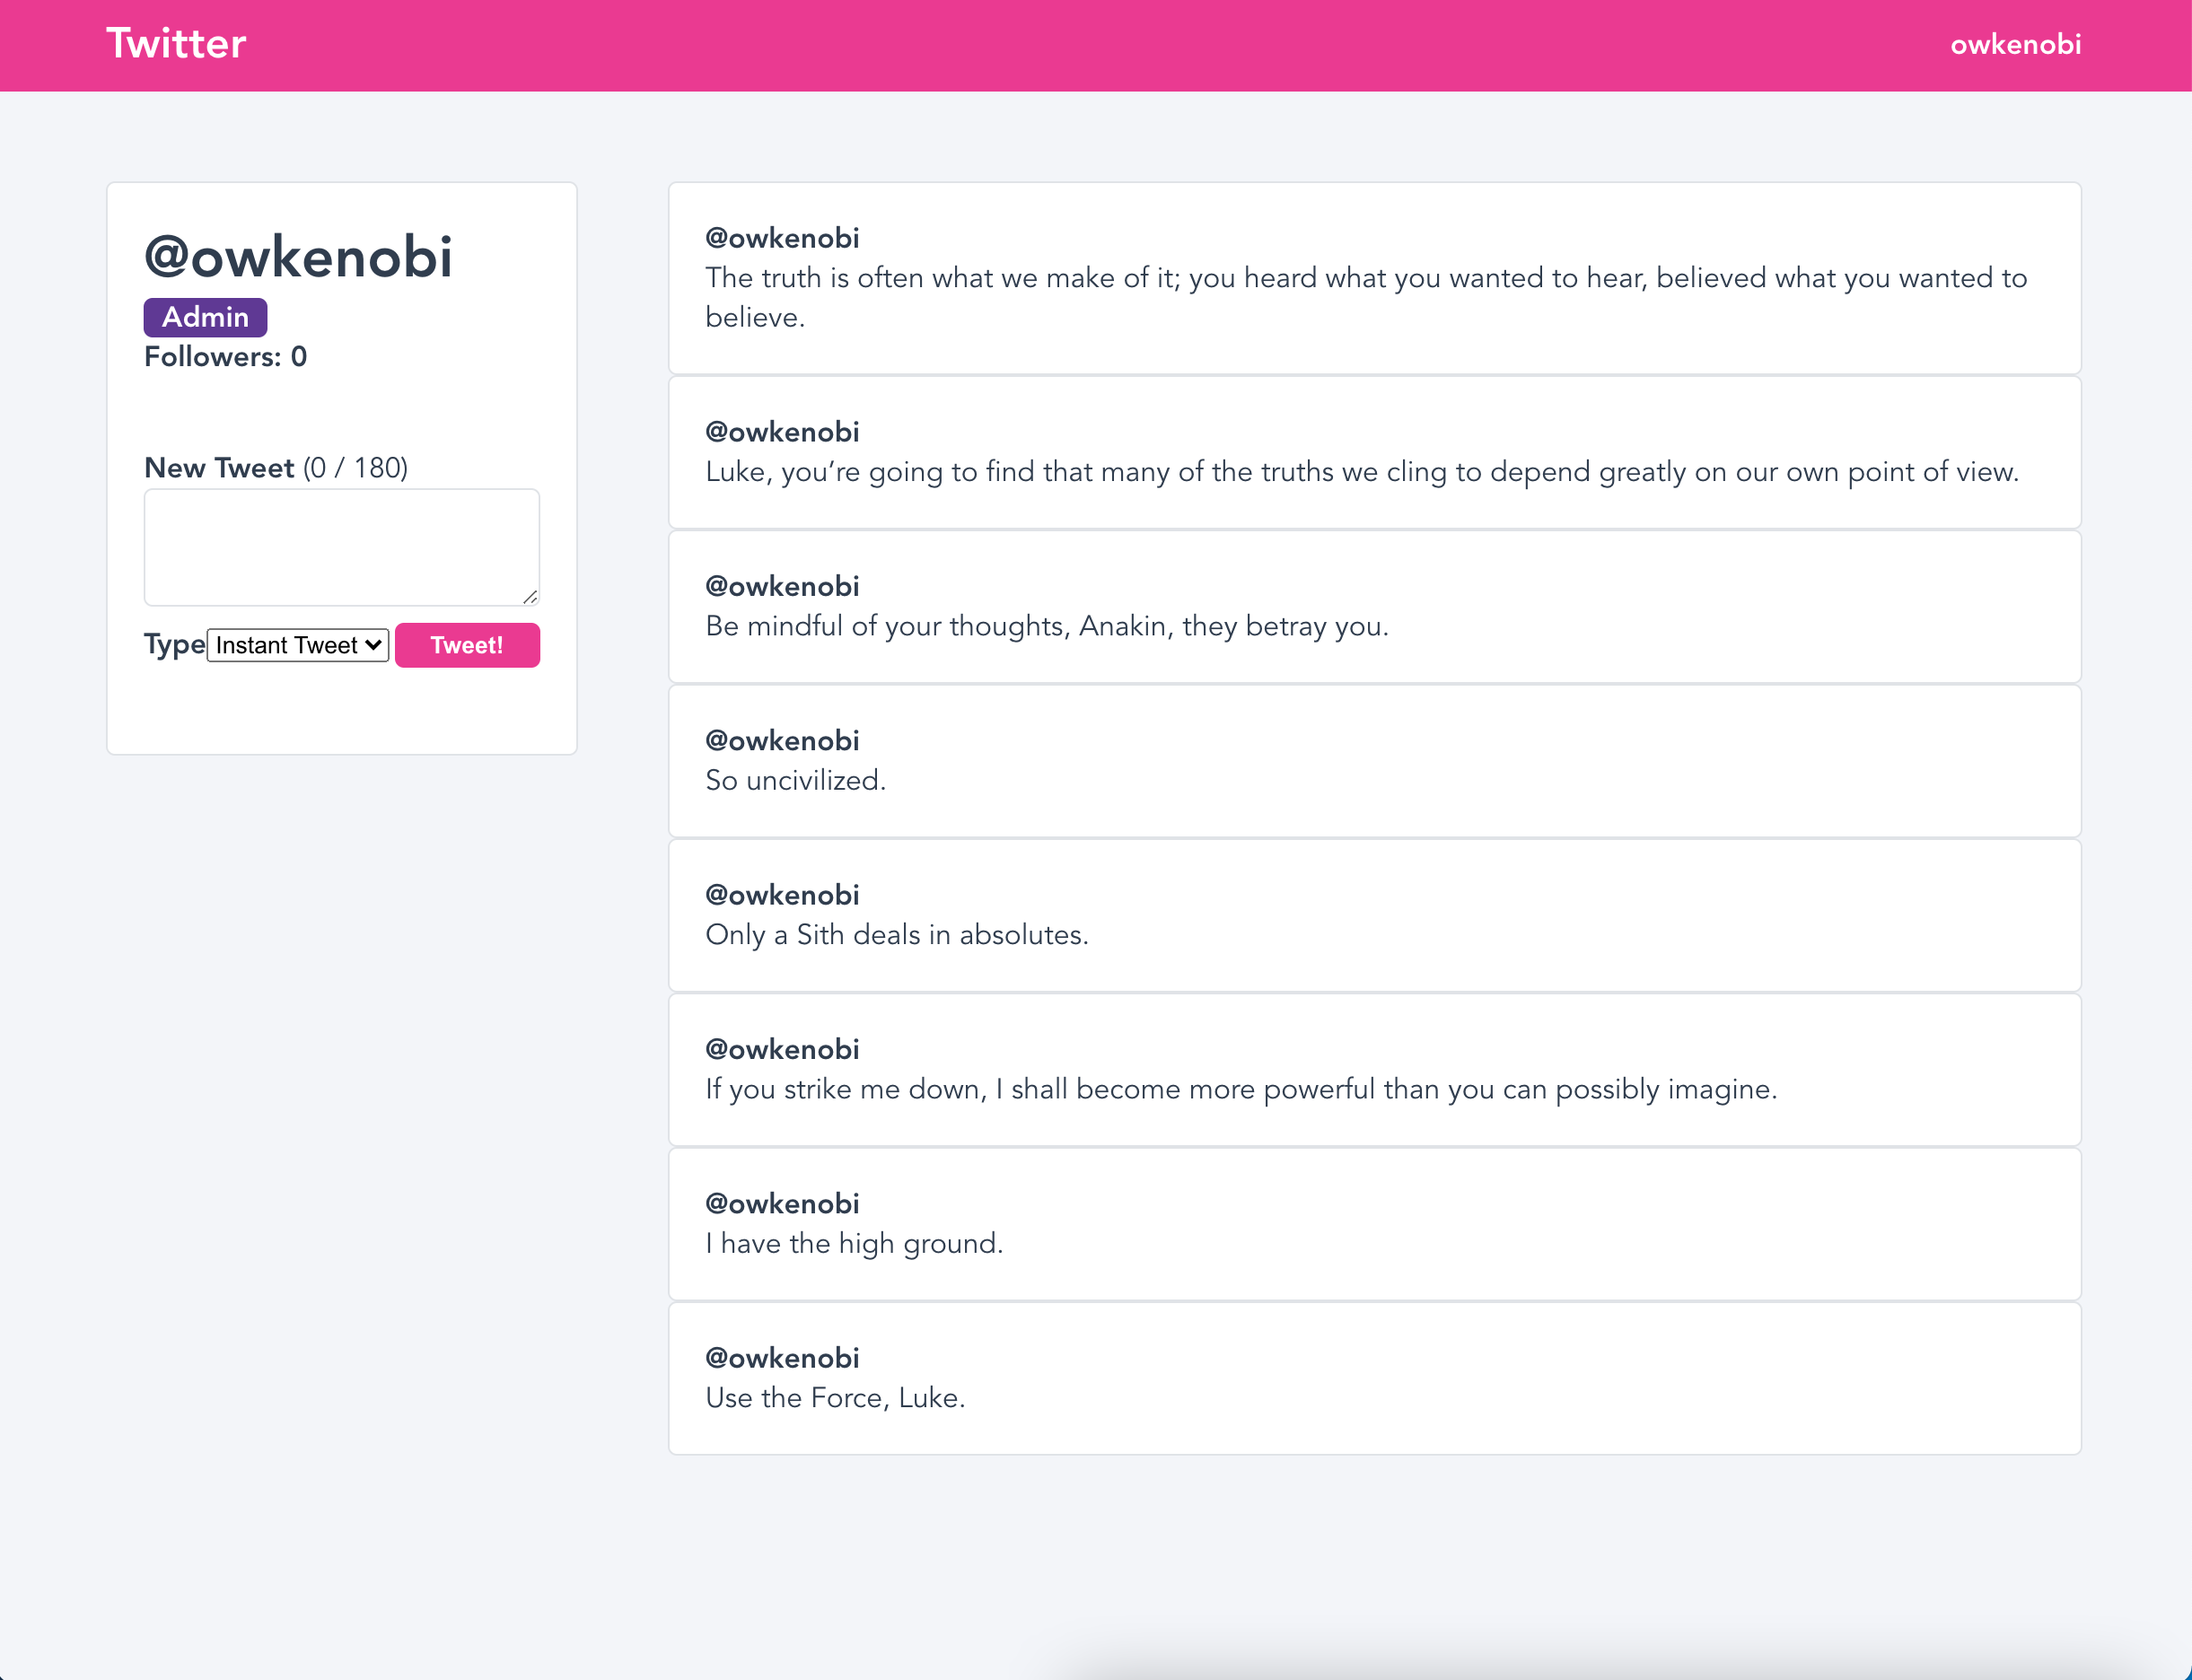 Twitter
owkenobi
@owkenobi
Admin
Followers: 0
New Tweet (0 / 180)
Type Instant Tweet Tweet!
@owkenobi
The truth is often what we make of it; you heard what you wanted to hear, believed what you wanted to
believe.
@owkenobi
Luke, you’re going to find that many of the truths we cling to depend greatly on our own point of view.
@owkenobi
Be mindful of your thoughts, Anakin, they betray you.
@owkenobi
So uncivilized.
@owkenobi
Only a Sith deals in absolutes.
@owkenobi
If you strike me down, I shall become more powerful than you can possibly imagine.
@owkenobi
I have the high ground.
@owkenobi
Use the Force, Luke.